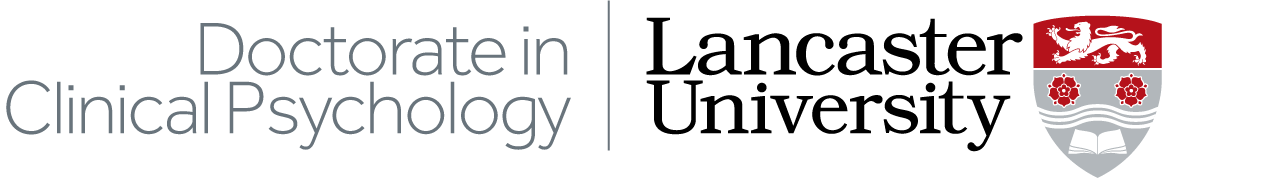 Doctorate in
Clinical Psychology
Lancaster
University